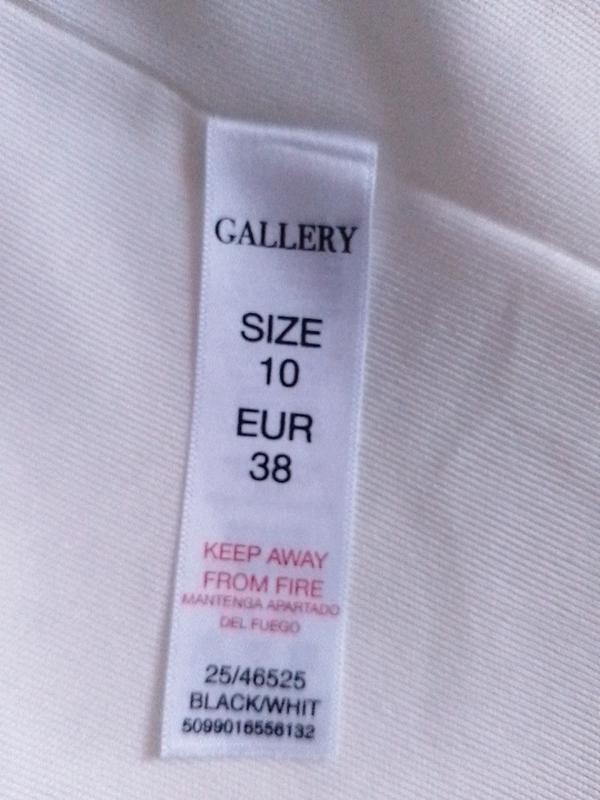 GALLERY
SIZE
10
EUR
38
KEEP AWAY
FROM FIRE
MANTENGA APARTADO
DEL FUEGO
25/46525
BLACK/WHIT
5099016556132